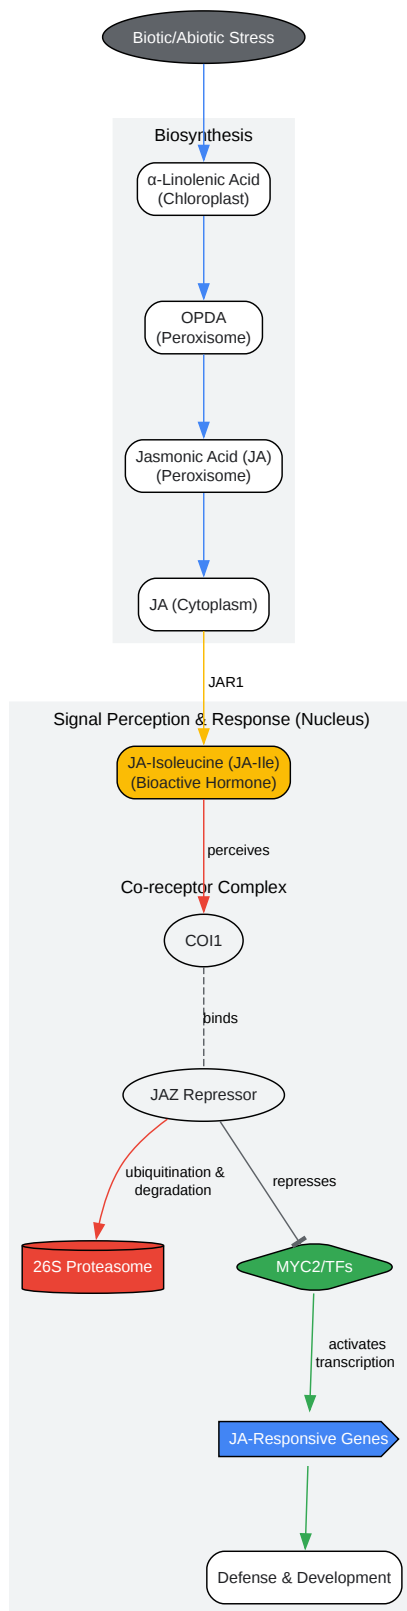 Biotic/Abiotic Stress
Biosynthesis
α-Linolenic Acid
(Chloroplast)
OPDA
(Peroxisome)
Jasmonic Acid (JA)
(Peroxisome)
JA (Cytoplasm)
JAR1
Signal Perception & Response (Nucleus)
JA-Isoleucine (JA-Ile)
(Bioactive Hormone)
perceives
Co-receptor Complex
COI1
binds
JAZ Repressor
ubiquitination &
degradation
represses
26S Proteasome
MYC2/TFs
activates
transcription
JA-Responsive Genes
Defense & Development